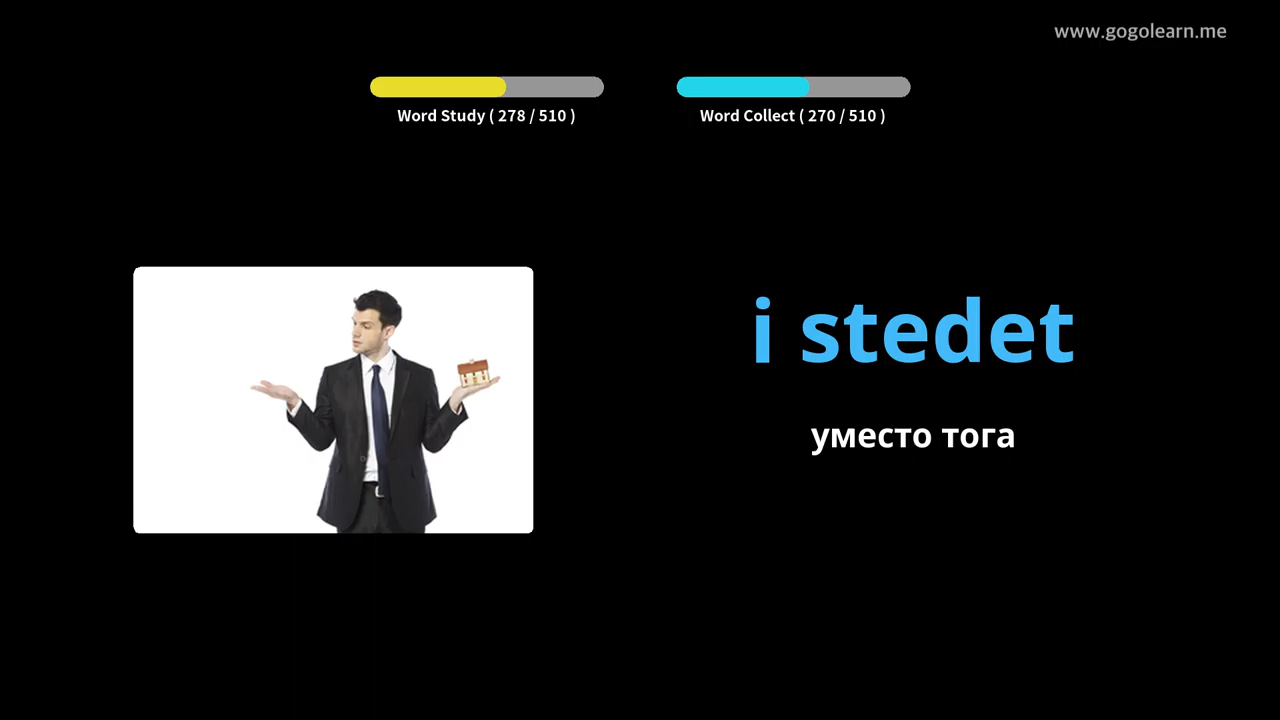 www.gogolearn.me
Word Study ( 278 / 510 )
Word Collect ( 270 / 510 )
i stedet
уместо тога